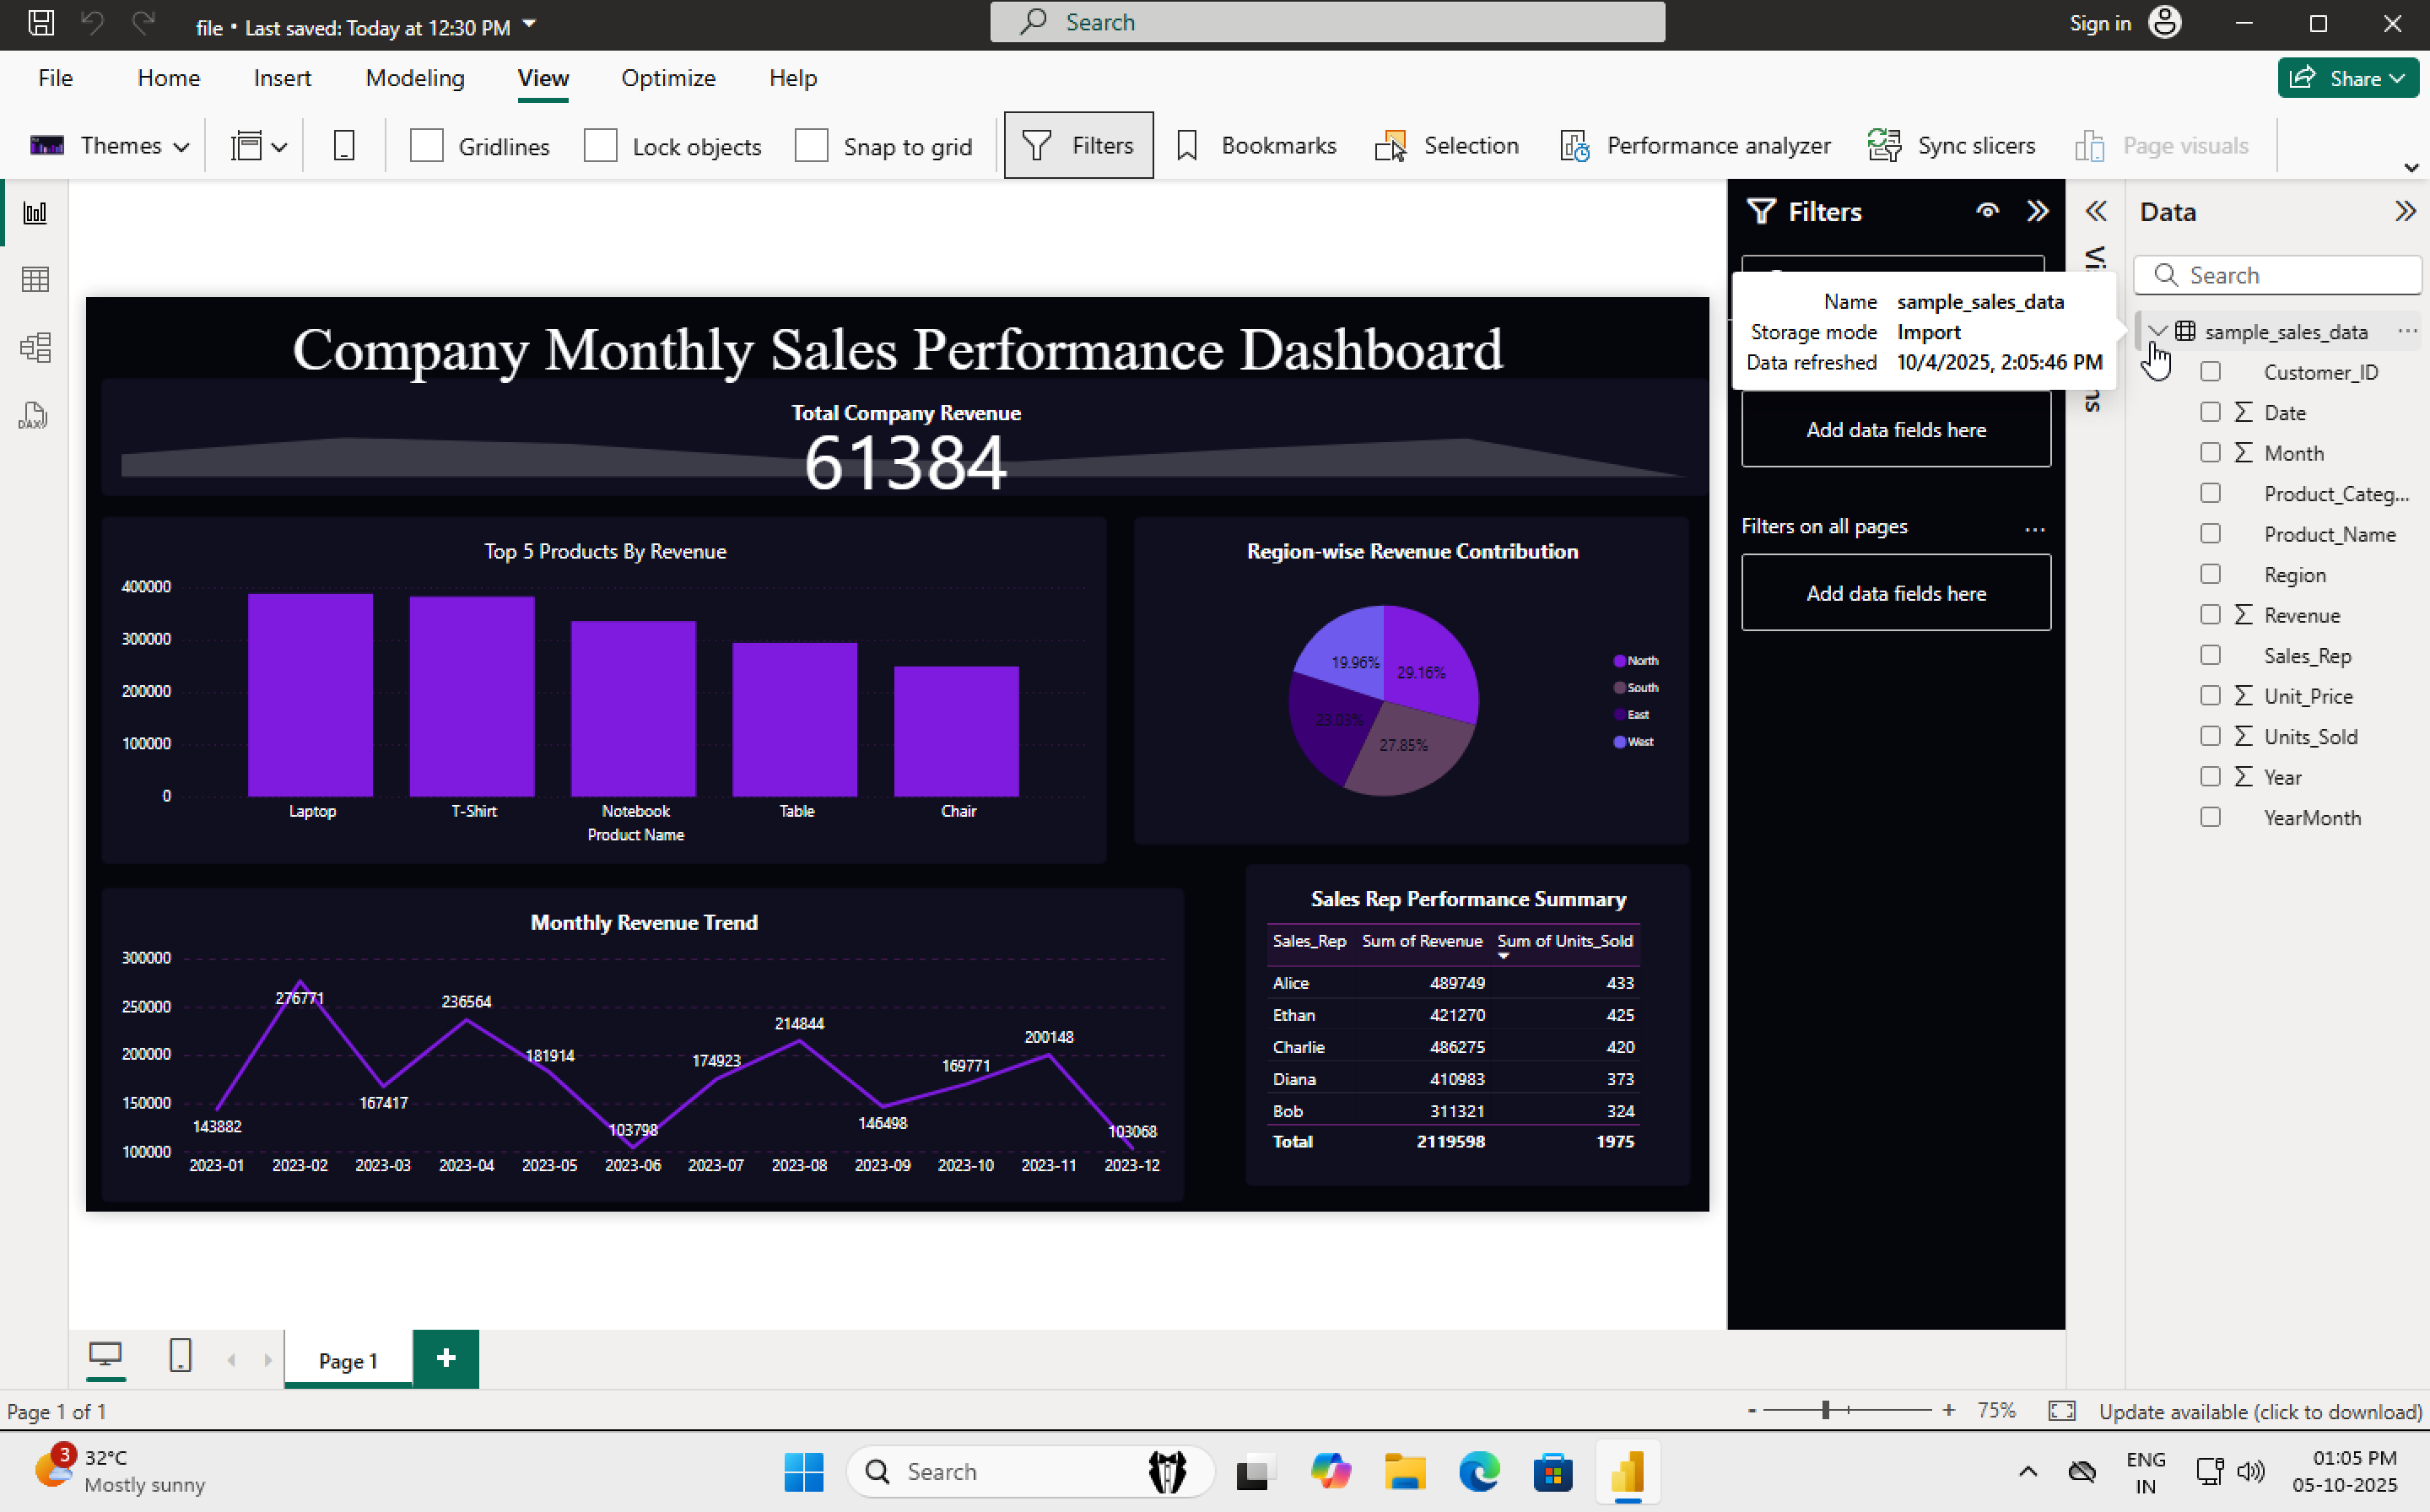 file • Last saved: Today at 12:30 PM
Search
Sign in
File Home Insert Modeling View Optimize Help
Share
Themes
Gridlines
Lock objects
Snap to grid
Filters
Bookmarks
Selection
Performance analyzer
Sync slicers
Page visuals
DAX
Company Monthly Sales Performance Dashboard
Total Company Revenue
61384
Top 5 Products By Revenue
400000
300000
200000
100000
0
Laptop T-Shirt Notebook Table Chair
Product Name
Region-wise Revenue Contribution
19.96%
29.16%
23.03%
27.85%
North
South
East
West
Monthly Revenue Trend
300000
250000
200000
150000
100000
143882
276771
167417
236564
181914
103798
174923
214844
146498
169771
200148
103068
2023-01 2023-02 2023-03 2023-04 2023-05 2023-06 2023-07 2023-08 2023-09 2023-10 2023-11 2023-12
Sales Rep Performance Summary
Sales_Rep Sum of Revenue Sum of Units_Sold
Alice 489749 433
Ethan 421270 425
Charlie 486275 420
Diana 410983 373
Bob 311321 324
Total 2119598 1975
Filters
Name sample_sales_data
Storage mode Import
Data refreshed 10/4/2025, 2:05:46 PM
Add data fields here
Filters on all pages ...
Add data fields here
Data
Search
sample_sales_data ...
Customer_ID
Σ Date
Σ Month
Product_Categ...
Product_Name
Region
Σ Revenue
Sales_Rep
Σ Unit_Price
Σ Units_Sold
Σ Year
YearMonth
Page 1
+
Page 1 of 1
- + 75%
Update available (click to download)
3
32°C
Mostly sunny
Search
ENG
IN
01:05 PM
05-10-2025